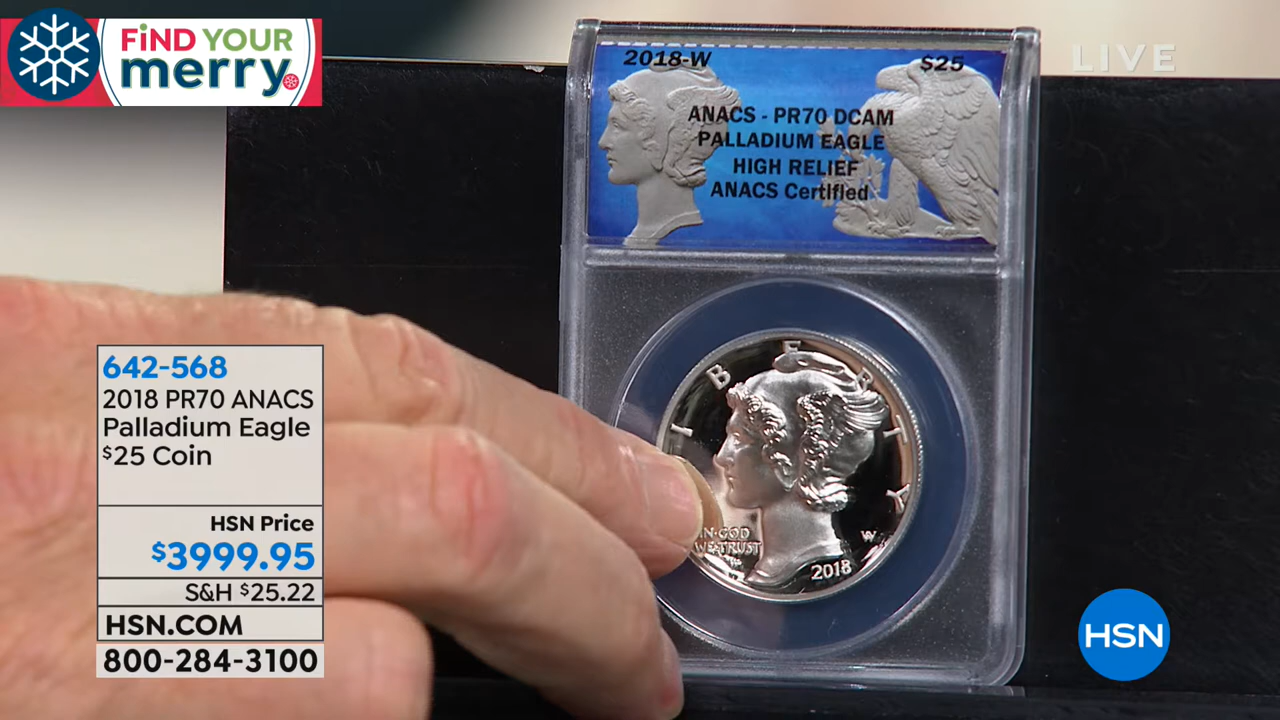 FIND YOUR
merry.
LIVE
2018-W
$25
ANACS - PR70 DCAM
PALLADIUM EAGLE
HIGH RELIEF
ANACS Certified
642-568
2018 PR70 ANACS
Palladium Eagle
$25 Coin
HSN Price
$3999.95
S&H $25.22
HSN.COM
800-284-3100
LIBERTY
IN·GOD
WE·TRUST
2018
W
HSN